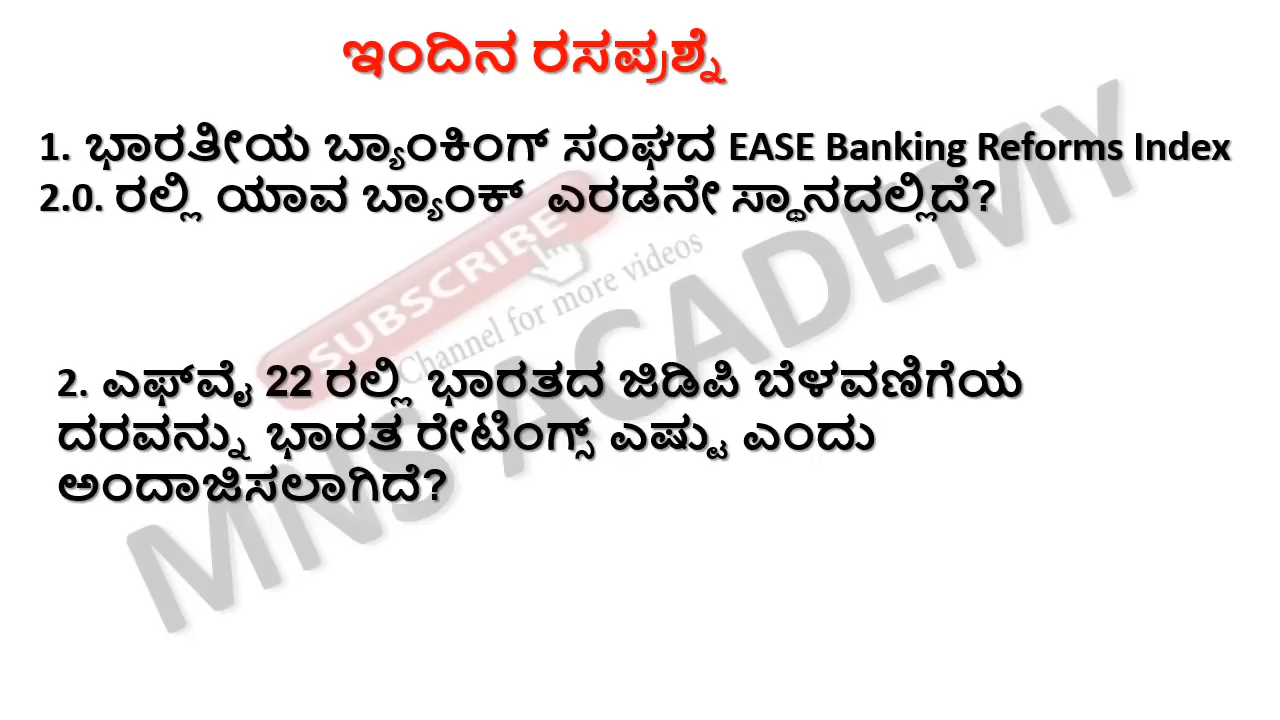 ಇಂದಿನ ರಸಪ್ರಶ್ನೆ
1. ಭಾರತೀಯ ಬ್ಯಾಂಕಿಂಗ್ ಸಂಘದ EASE Banking Reforms Index
2.0. ರಲ್ಲಿ ಯಾವ ಬ್ಯಾಂಕ್ ಎರಡನೇ ಸ್ಥಾನದಲ್ಲಿದೆ?
SUBSCRIBE
Channel for more videos
MNS ACADEMY
2. ಎಫ್‌ವೈ 22 ರಲ್ಲಿ ಭಾರತದ ಜಿಡಿಪಿ ಬೆಳವಣಿಗೆಯ
ದರವನ್ನು ಭಾರತ ರೇಟಿಂಗ್ಸ್ ಎಷ್ಟು ಎಂದು
ಅಂದಾಜಿಸಲಾಗಿದೆ?